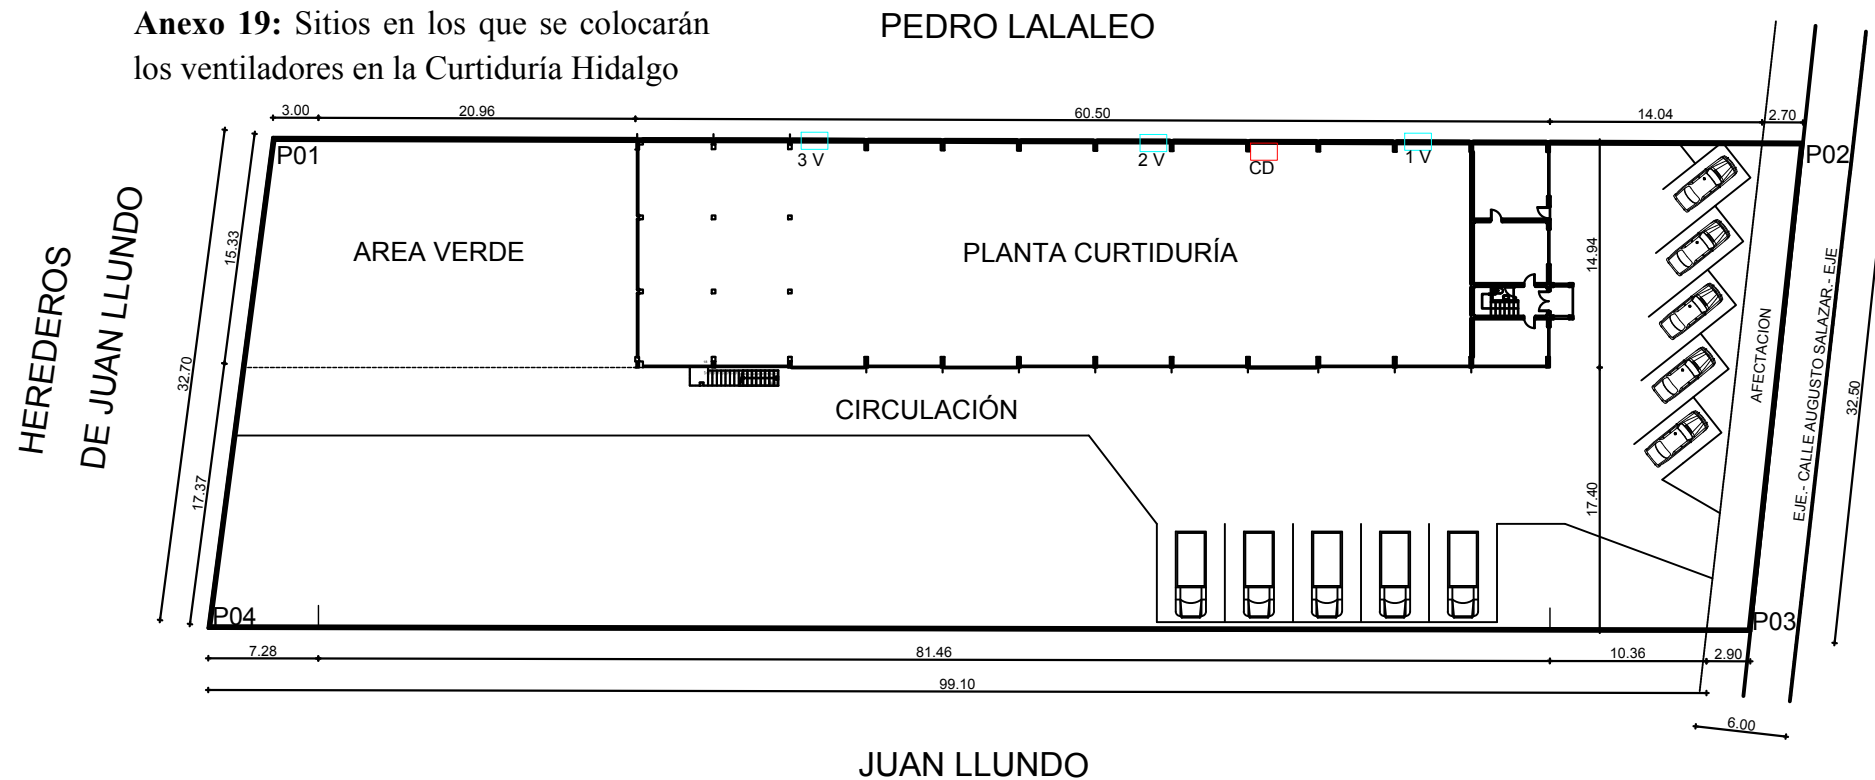 Anexo 19: Sitios en los que se colocarán
los ventiladores en la Curtiduría Hidalgo
PEDRO LALALEO
3.00
20.96
60.50
14.04
2.70
P01
3 V
2 V
CD
1 V
P02
HEREDEROS
DE JUAN LLUNDO
32.70
15.33
17.37
AREA VERDE
PLANTA CURTIDURÍA
14.94
17.40
CIRCULACIÓN
AFECTACION
EJE.- CALLE AUGUSTO SALAZAR.- EJE
32.50
P04
P03
7.28
81.46
10.36
2.90
99.10
6.00
JUAN LLUNDO